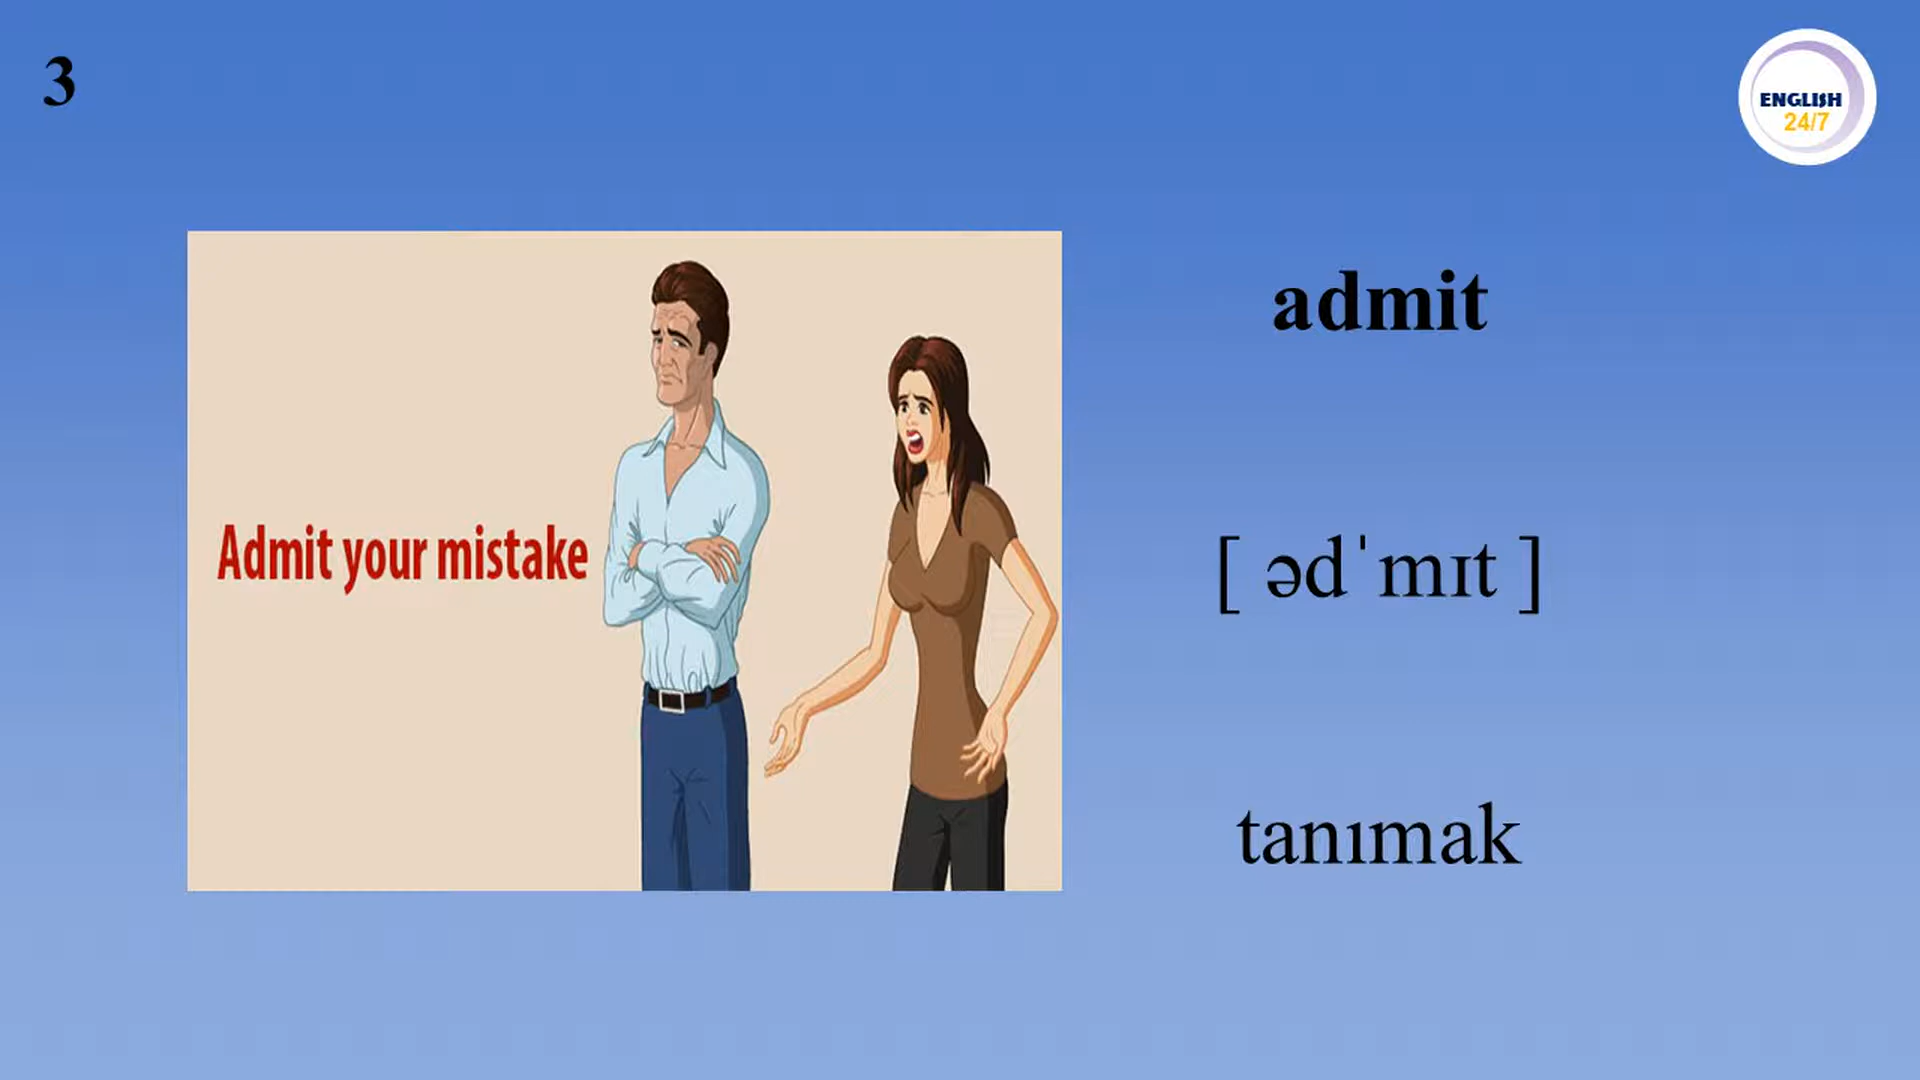 3
ENGLISH
24/7
admit
Admit your mistake
[ ədˈmɪt ]
tanımak